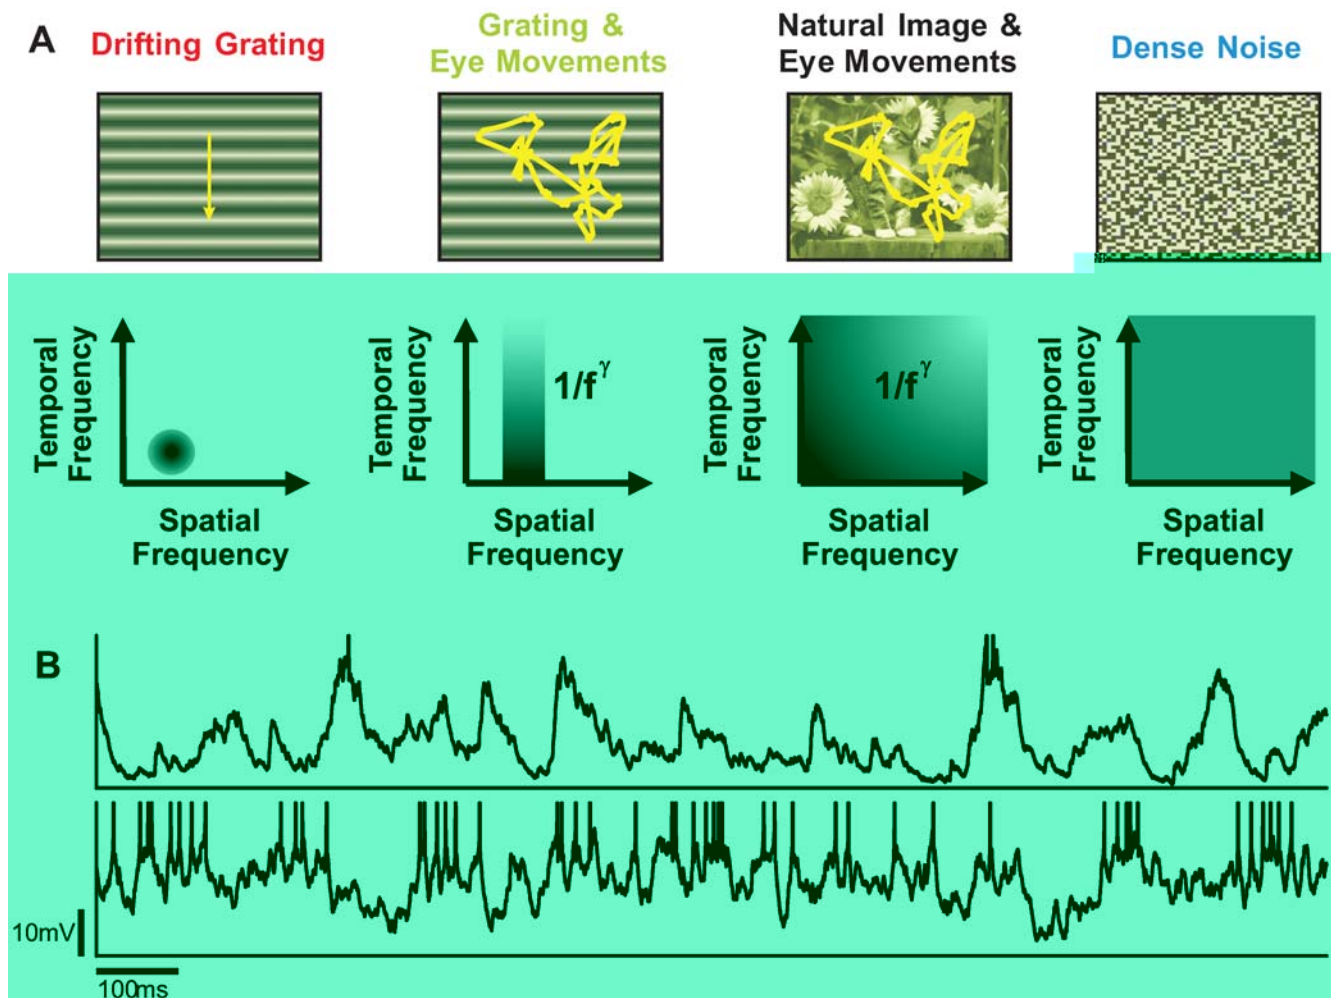 A
Drifting Grating
Grating &
Eye Movements
Natural Image &
Eye Movements
Dense Noise
Temporal
Frequency
Spatial
Frequency
Temporal
Frequency
1/f^γ
Spatial
Frequency
Temporal
Frequency
1/f^γ
Spatial
Frequency
Temporal
Frequency
Spatial
Frequency
B
10mV
100ms